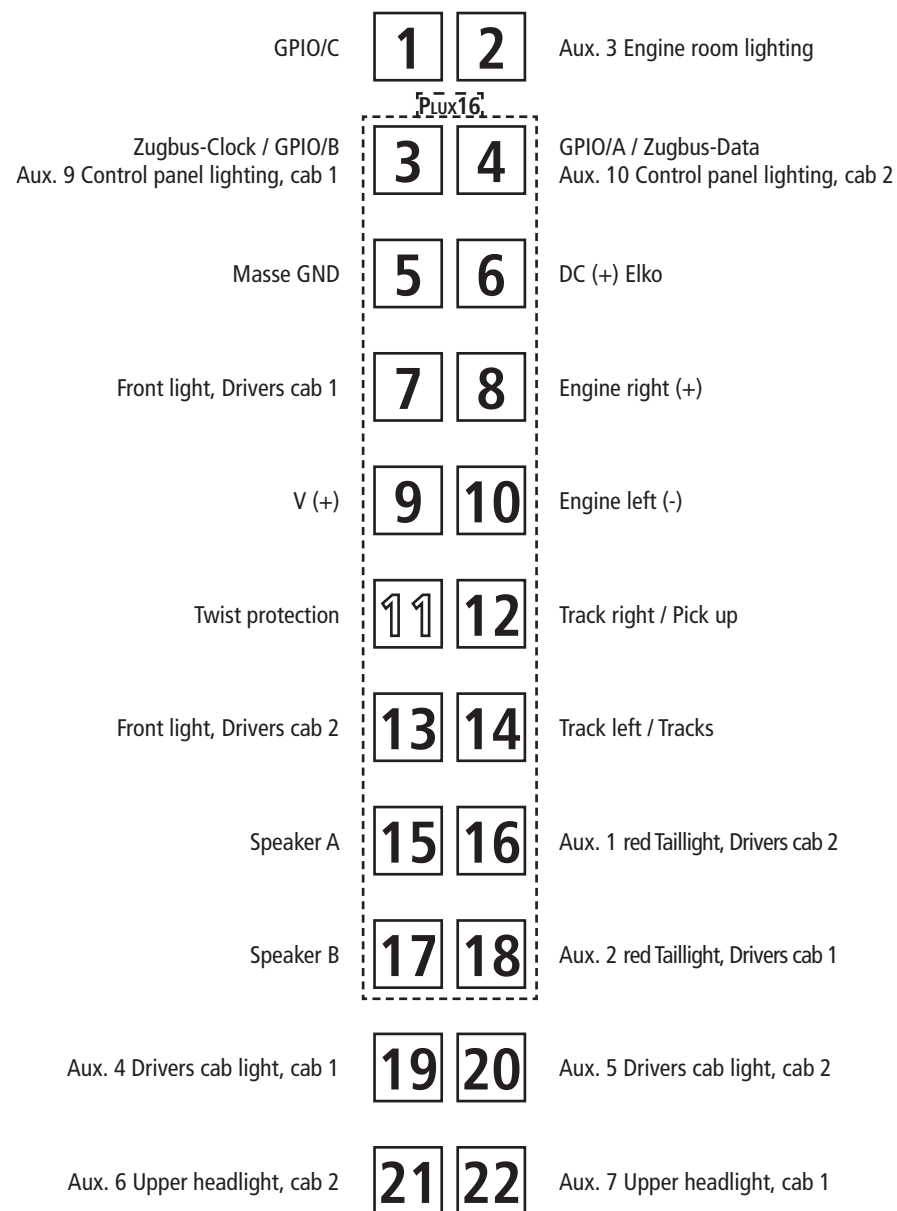 GPIO/C 1 2 Aux. 3 Engine room lighting
PLUX16
Zugbus-Clock / GPIO/B
Aux. 9 Control panel lighting, cab 1
3 4
GPIO/A / Zugbus-Data
Aux. 10 Control panel lighting, cab 2
Masse GND 5 6 DC (+) Elko
Front light, Drivers cab 1 7 8 Engine right (+)
V (+) 9 10 Engine left (-)
Twist protection 11 12 Track right / Pick up
Front light, Drivers cab 2 13 14 Track left / Tracks
Speaker A 15 16 Aux. 1 red Taillight, Drivers cab 2
Speaker B 17 18 Aux. 2 red Taillight, Drivers cab 1
Aux. 4 Drivers cab light, cab 1 19 20 Aux. 5 Drivers cab light, cab 2
Aux. 6 Upper headlight, cab 2 21 22 Aux. 7 Upper headlight, cab 1